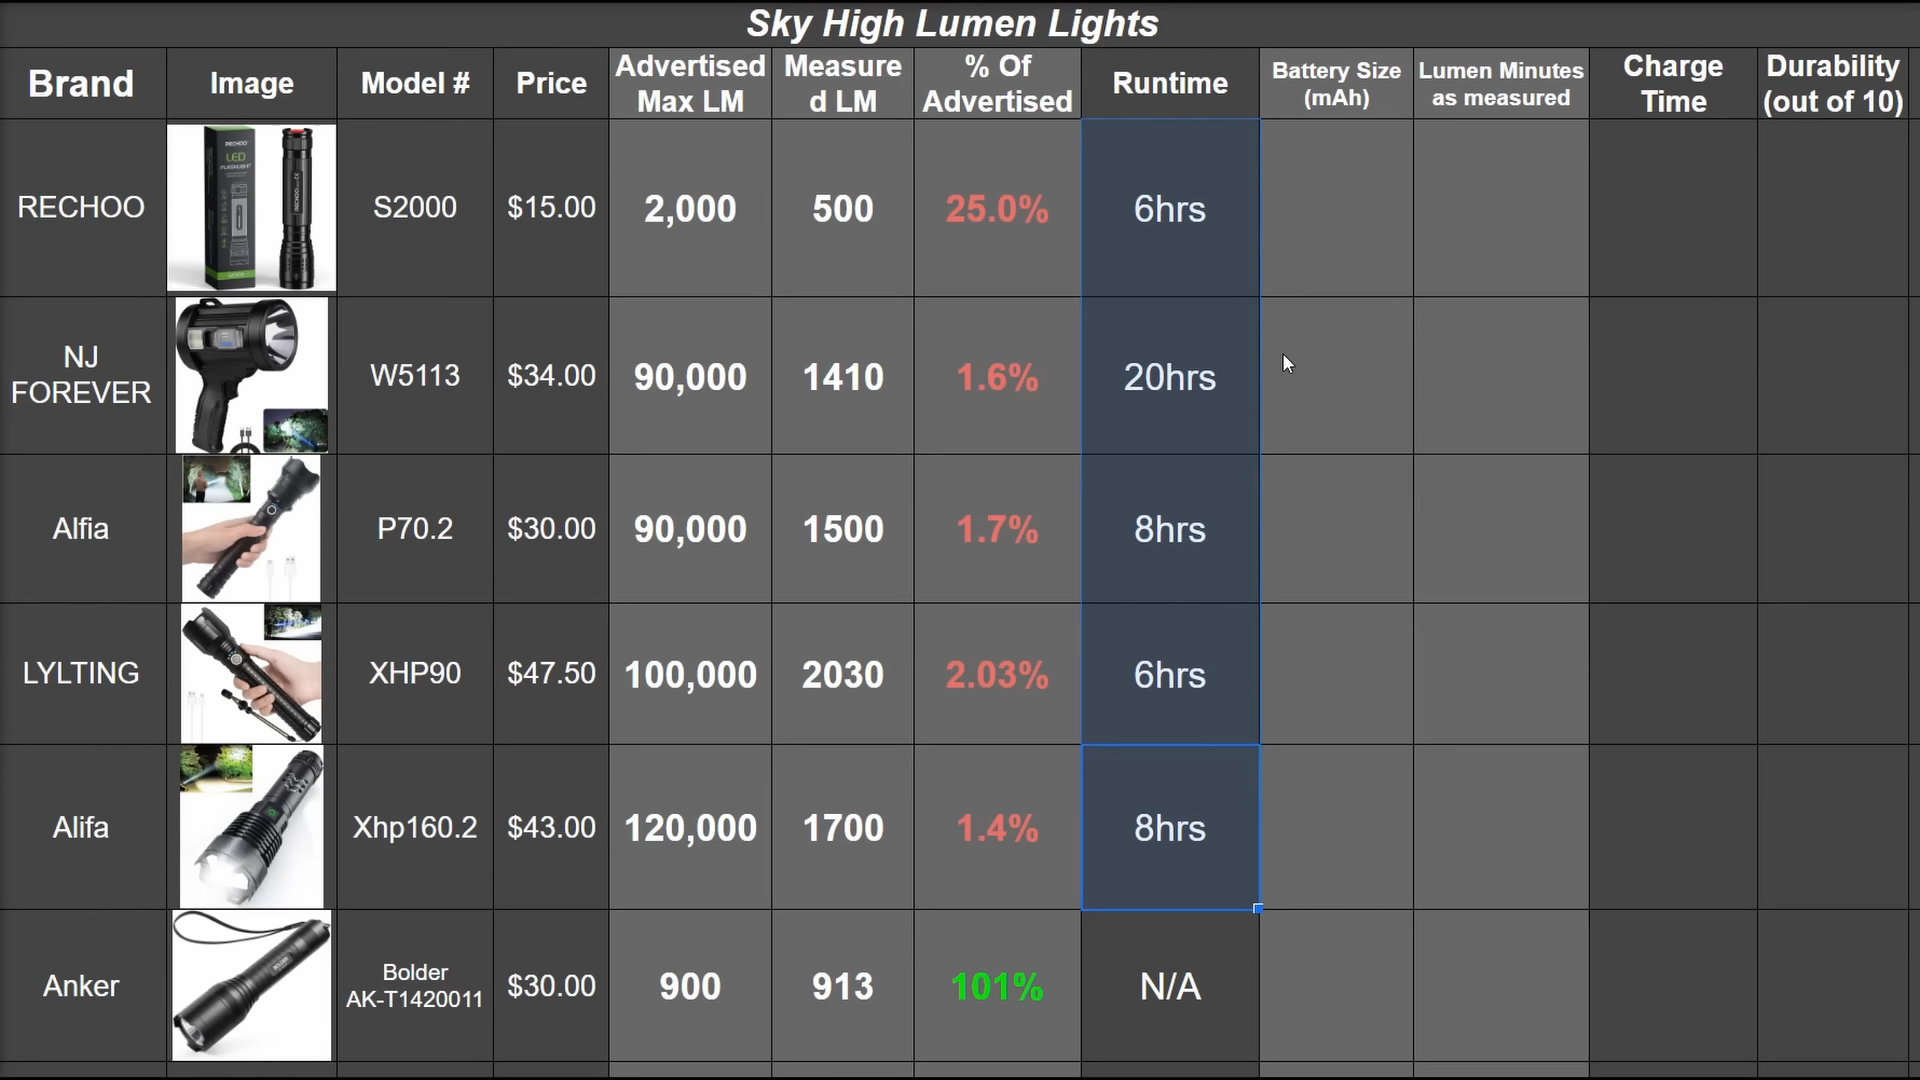 Sky High Lumen Lights
Brand
Image
Model #
Price
Advertised
Max LM
Measure
d LM
% Of
Advertised
Runtime
Battery Size
(mAh)
Lumen Minutes
as measured
Charge
Time
Durability
(out of 10)
RECHOO
RECHOO
LED
FLASHLIGHT
S2000
$15.00
2,000
500
25.0%
6hrs
NJ
FOREVER
W5113
$34.00
90,000
1410
1.6%
20hrs
Alfia
P70.2
$30.00
90,000
1500
1.7%
8hrs
LYLTING
XHP90
$47.50
100,000
2030
2.03%
6hrs
Alifa
Xhp160.2
$43.00
120,000
1700
1.4%
8hrs
Anker
Bolder
AK-T1420011
$30.00
900
913
101%
N/A